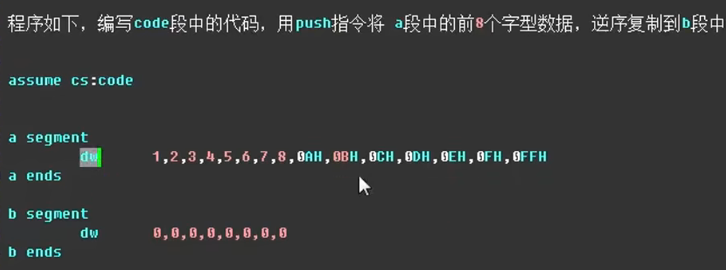 程序如下，编写code段中的代码，用push指令将 a段中的前8个字型数据，逆序复制到b段中
assume cs:code
a segment
dw 1,2,3,4,5,6,7,8,0AH,0BH,0CH,0DH,0EH,0FH,0FFH
a ends
b segment
dw 0,0,0,0,0,0,0,0
b ends